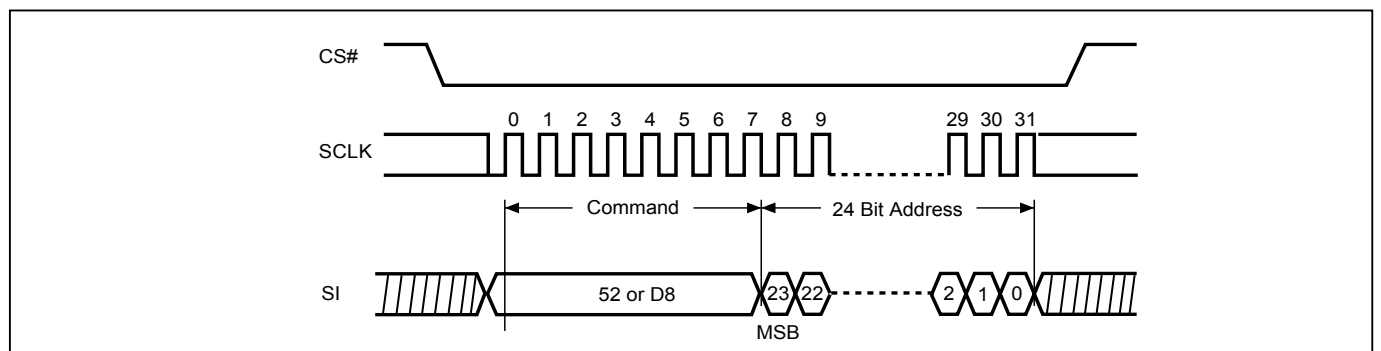 CS#
0 1 2 3 4 5 6 7 8 9 29 30 31
SCLK
Command 24 Bit Address
SI 52 or D8 23 22 2 1 0
MSB